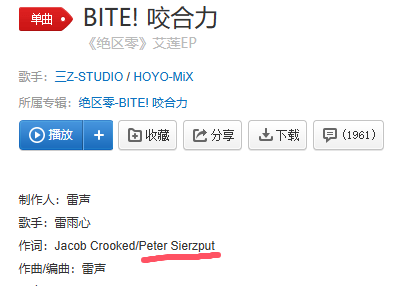 单曲 BITE! 咬合力
《绝区零》艾莲EP
歌手：三Z-STUDIO / HOYO-MiX
所属专辑：绝区零-BITE! 咬合力
播放 + 收藏 分享 下载 (1961)
制作人：雷声
歌手：雷雨心
作词：Jacob Crooked/Peter Sierzput
作曲/编曲：雷声